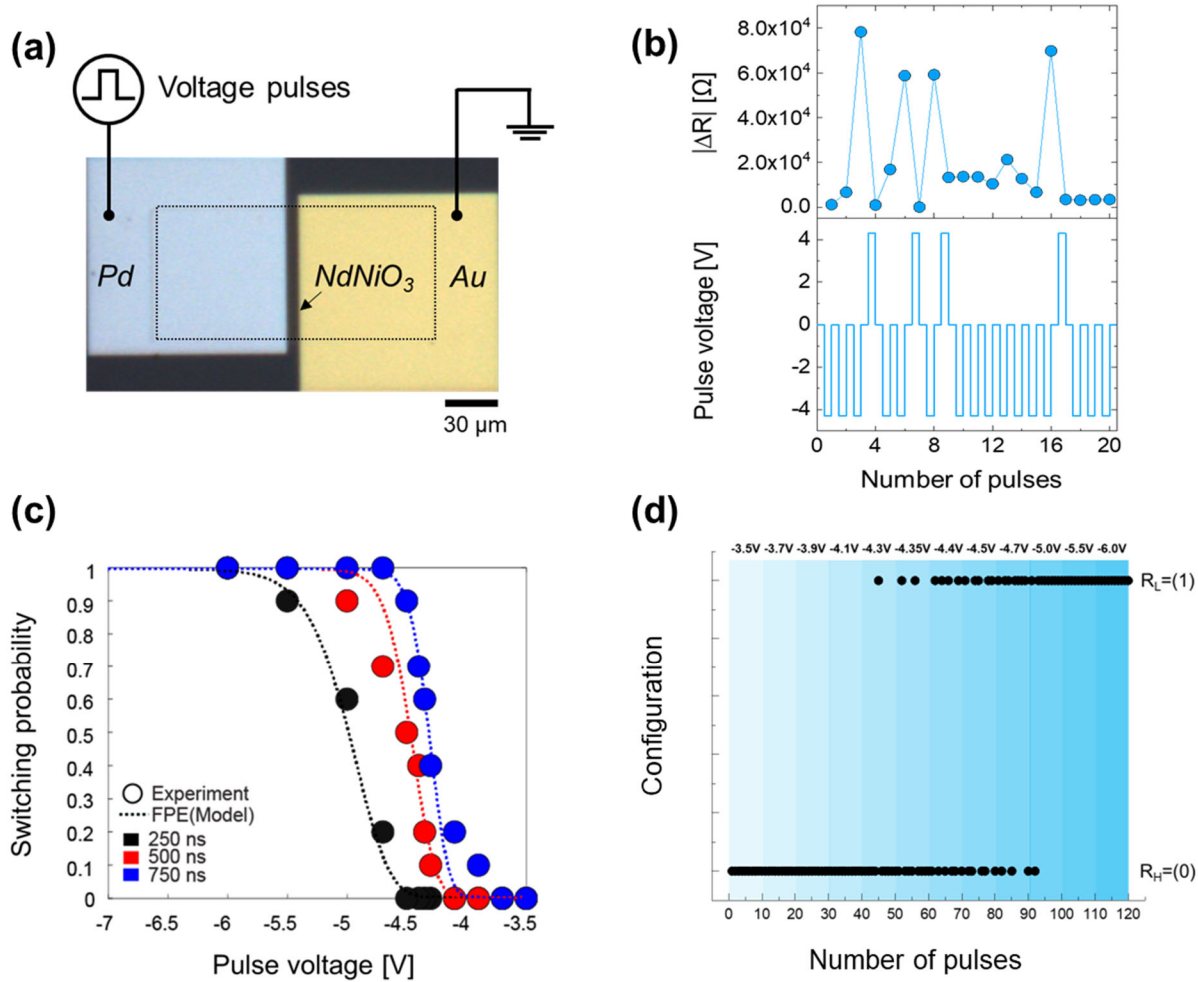 (a)
Voltage pulses
Pd
NdNiO3
Au
30 µm
(b)
|ΔR| [Ω]
8.0x10^4
6.0x10^4
4.0x10^4
2.0x10^4
0.0
Pulse voltage [V]
4
2
0
-2
-4
0 4 8 12 16 20
Number of pulses
(c)
Switching probability
1
0.9
0.8
0.7
0.6
0.5
0.4
0.3
0.2
0.1
0
Experiment
FPE(Model)
250 ns
500 ns
750 ns
-7 -6.5 -6 -5.5 -5 -4.5 -4 -3.5
Pulse voltage [V]
(d)
-3.5V -3.7V -3.9V -4.1V -4.3V -4.35V -4.4V -4.5V -4.7V -5.0V -5.5V -6.0V
Configuration
RL=(1)
RH=(0)
0 10 20 30 40 50 60 70 80 90 100 110 120
Number of pulses